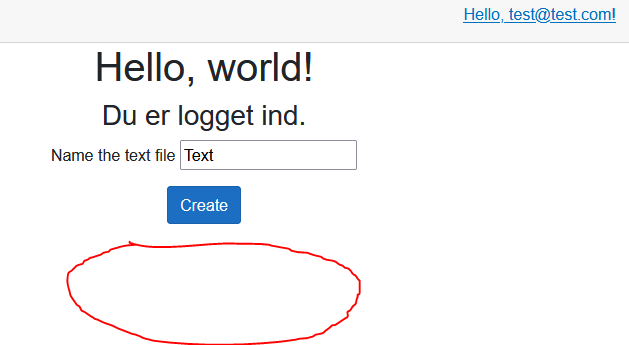 Hello, test@test.com!
Hello, world!
Du er logget ind.
Name the text file Text
Create